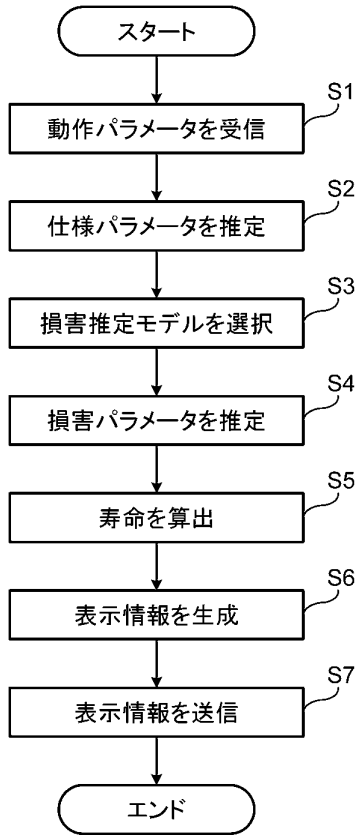 スタート
S1
動作パラメータを受信
S2
仕様パラメータを推定
S3
損害推定モデルを選択
S4
損害パラメータを推定
S5
寿命を算出
S6
表示情報を生成
S7
表示情報を送信
エンド